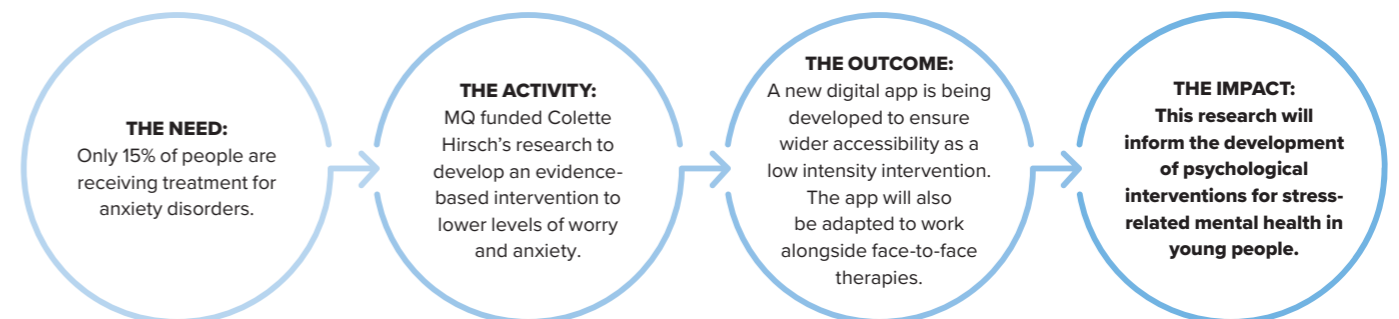 THE NEED:
Only 15% of people are
receiving treatment for
anxiety disorders.
THE ACTIVITY:
MQ funded Colette
Hirsch's research to
develop an evidence-
based intervention to
lower levels of worry
and anxiety.
THE OUTCOME:
A new digital app is being
developed to ensure
wider accessibility as a
low intensity intervention.
The app will also
be adapted to work
alongside face-to-face
therapies.
THE IMPACT:
This research will
inform the development
of psychological
interventions for stress-
related mental health in
young people.